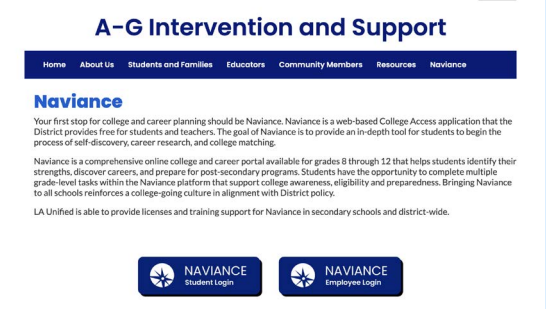 A-G Intervention and Support
Home About Us Students and Families Educators Community Members Resources Naviance
Naviance
Your first stop for college and career planning should be Naviance. Naviance is a web-based College Access application that the
District provides free for students and teachers. The goal of Naviance is to provide an in-depth tool for students to begin the
process of self-discovery, career research, and college matching.
Naviance is a comprehensive online college and career portal available for grades 8 through 12 that helps students identify their
strengths, discover careers, and prepare for post-secondary programs. Students have the opportunity to complete multiple
grade-level tasks within the Naviance platform that support college awareness, eligibility and preparedness. Bringing Naviance
to all schools reinforces a college-going culture in alignment with District policy.
LA Unified is able to provide licenses and training support for Naviance in secondary schools and district-wide.
NAVIANCE NAVIANCE
Student Login Employee Login